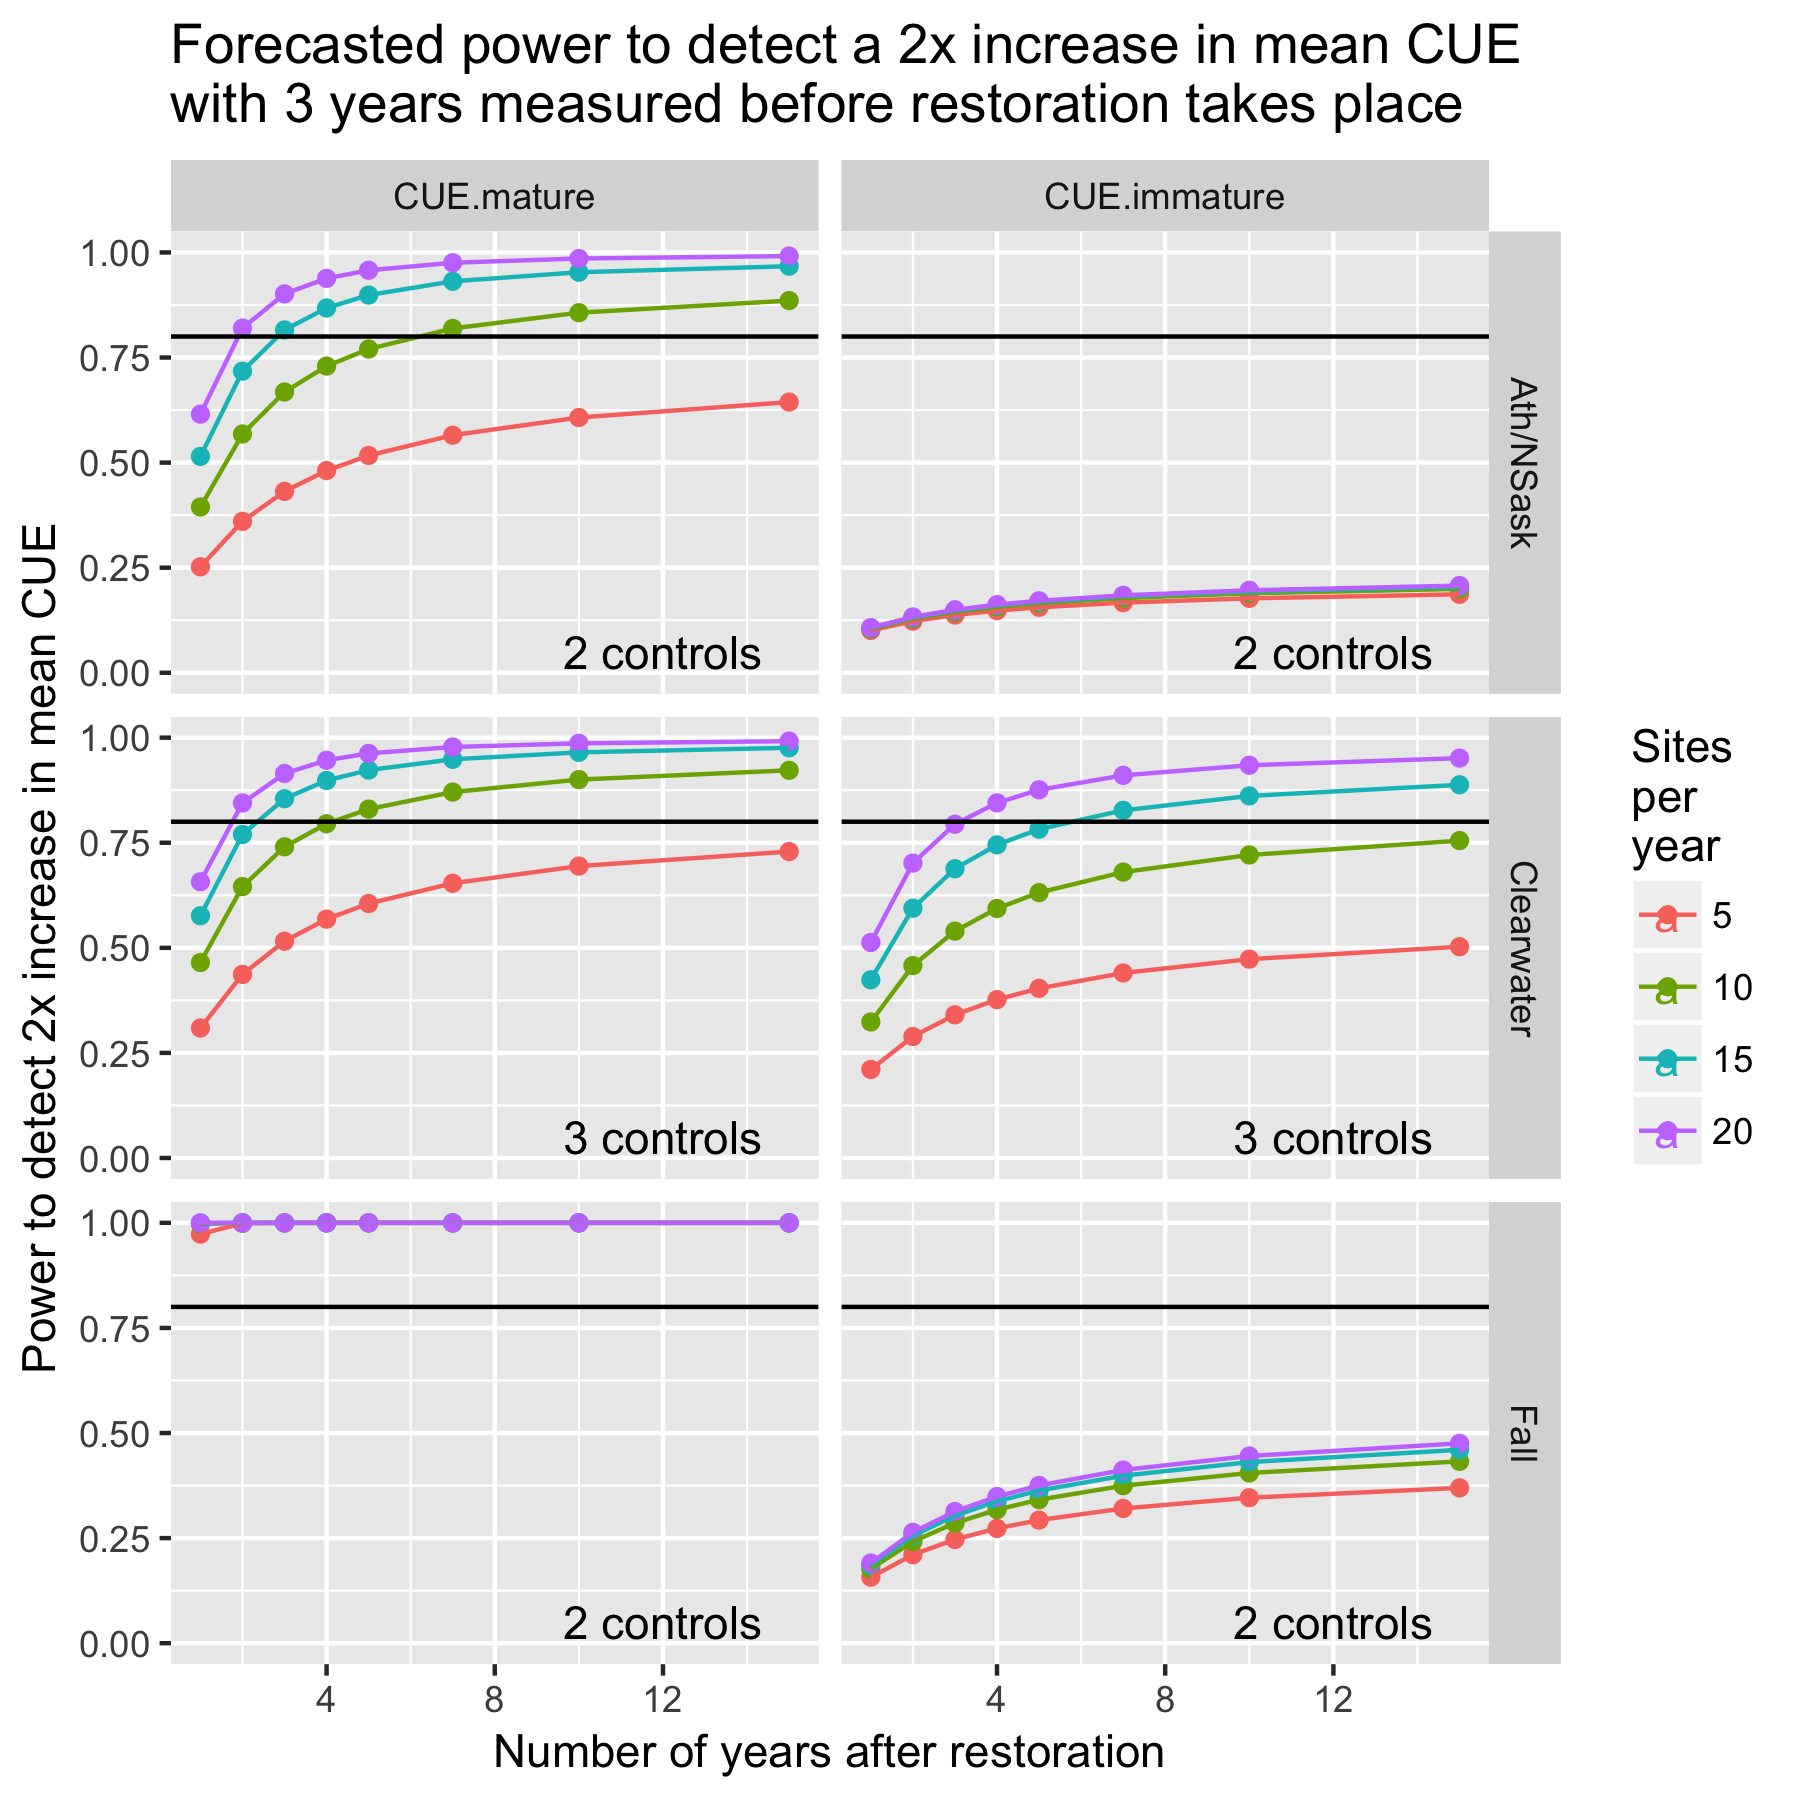 Forecasted power to detect a 2x increase in mean CUE
with 3 years measured before restoration takes place
CUE.mature
CUE.immature
Power to detect 2x increase in mean CUE
1.00
0.75
0.50
0.25
0.00
2 controls
2 controls
Ath/NSask
1.00
0.75
0.50
0.25
0.00
3 controls
3 controls
Clearwater
1.00
0.75
0.50
0.25
0.00
2 controls
2 controls
Fall
4
8
12
4
8
12
Number of years after restoration
Sites
per
year
a 5
a 10
a 15
a 20